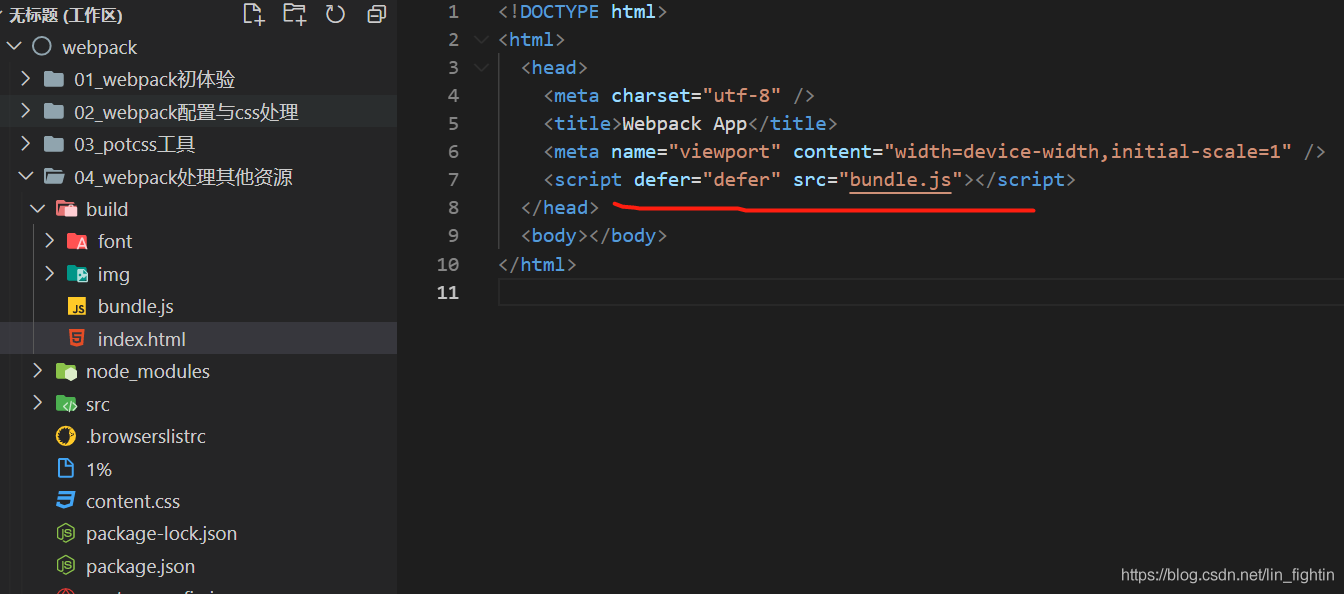 无标题 (工作区)
webpack
01_webpack初体验
02_webpack配置与css处理
03_potcss工具
04_webpack处理其他资源
build
font
img
bundle.js
index.html
node_modules
src
.browserslistrc
1%
content.css
package-lock.json
package.json
1 <!DOCTYPE html>
2 <html>
3 <head>
4 <meta charset="utf-8" />
5 <title>Webpack App</title>
6 <meta name="viewport" content="width=device-width,initial-scale=1" />
7 <script defer="defer" src="bundle.js"></script>
8 </head>
9 <body></body>
10 </html>
11
https://blog.csdn.net/lin_fightin